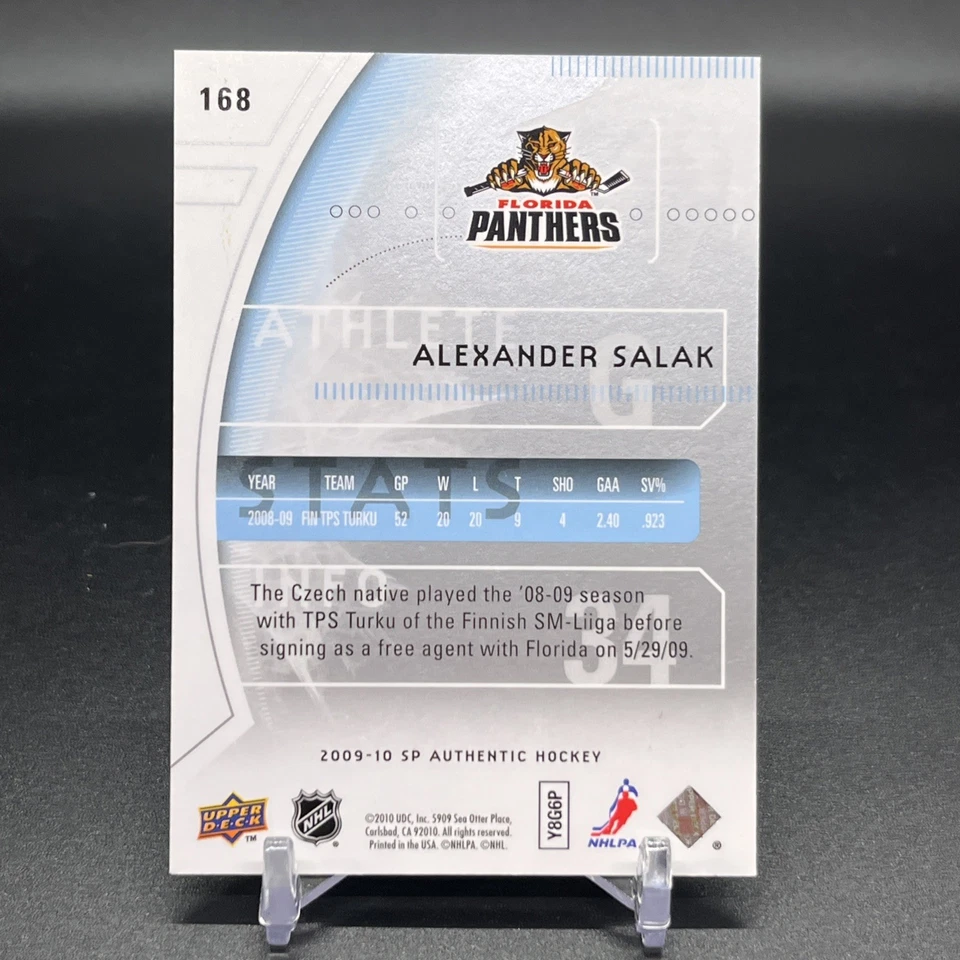 168
FLORIDA
PANTHERS
TM
ATHLETE
ALEXANDER SALAK
G
STATS
YEAR TEAM GP W L T SHO GAA SV%
2008-09 FIN TPS TURKU 52 20 20 9 4 2.40 .923
INFO
The Czech native played the '08-09 season
with TPS Turku of the Finnish SM-Liiga before
signing as a free agent with Florida on 5/29/09.
34
2009-10 SP AUTHENTIC HOCKEY
UPPER
D·E·C·K
TM
NHL
®
©2010 UDC, Inc. 5909 Sea Otter Place,
Carlsbad, CA 92010. All rights reserved.
Printed in the USA. ©NHLPA. ©NHL.
Y8G6P
NHLPA
®